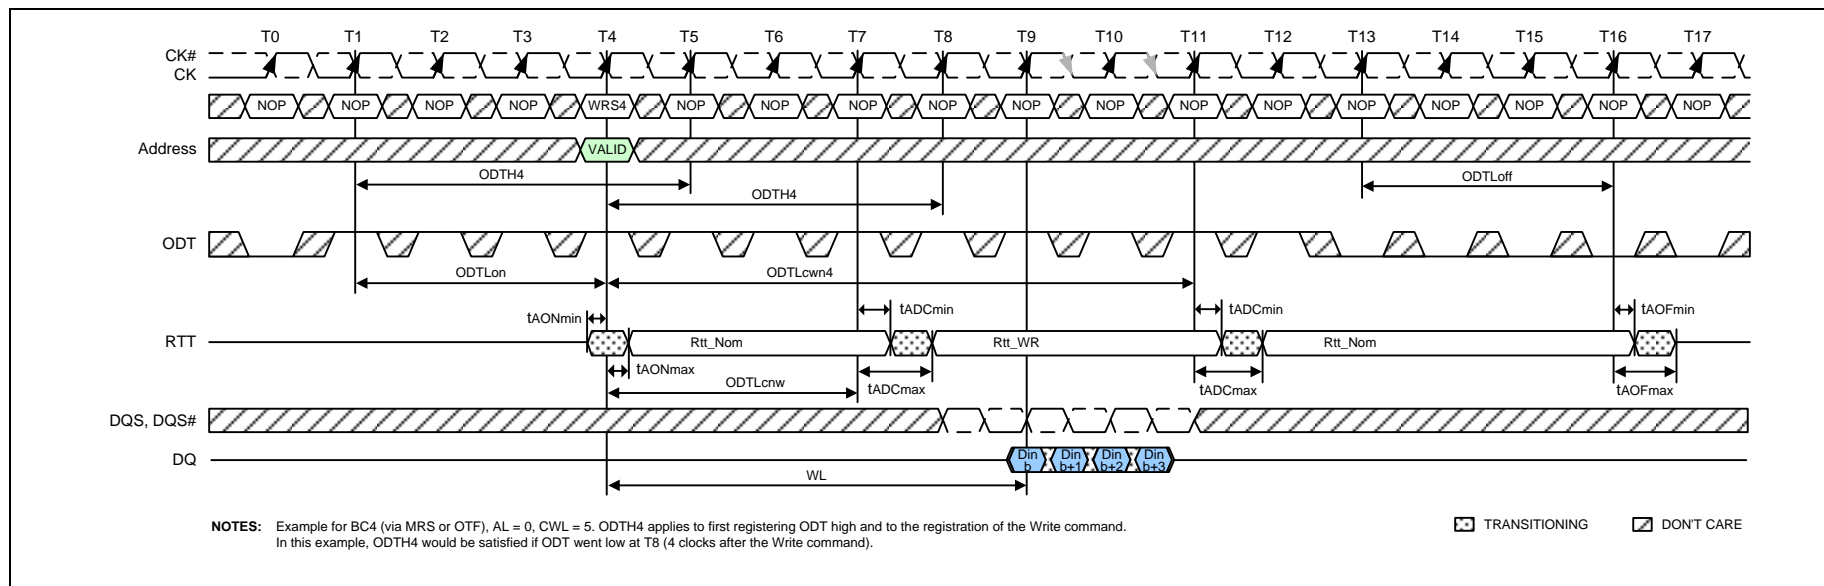 T0 T1 T2 T3 T4 T5 T6 T7 T8 T9 T10 T11 T12 T13 T14 T15 T16 T17
CK#
CK
NOP NOP NOP NOP WRS4 NOP NOP NOP NOP NOP NOP NOP NOP NOP NOP NOP NOP NOP
Address VALID
ODTH4 ODTLoff
ODTH4
ODT
ODTLon ODTLcwn4
tAONmin tADCmin tADCmin tAOFmin
RTT Rtt_Nom Rtt_WR Rtt_Nom
tAONmax
ODTLcnw tADCmax tADCmax tAOFmax
DQS, DQS#
DQ Din b Din b+1 Din b+2 Din b+3
WL
NOTES: Example for BC4 (via MRS or OTF), AL = 0, CWL = 5. ODTH4 applies to first registering ODT high and to the registration of the Write command.
In this example, ODTH4 would be satisfied if ODT went low at T8 (4 clocks after the Write command).
TRANSITIONING DON'T CARE